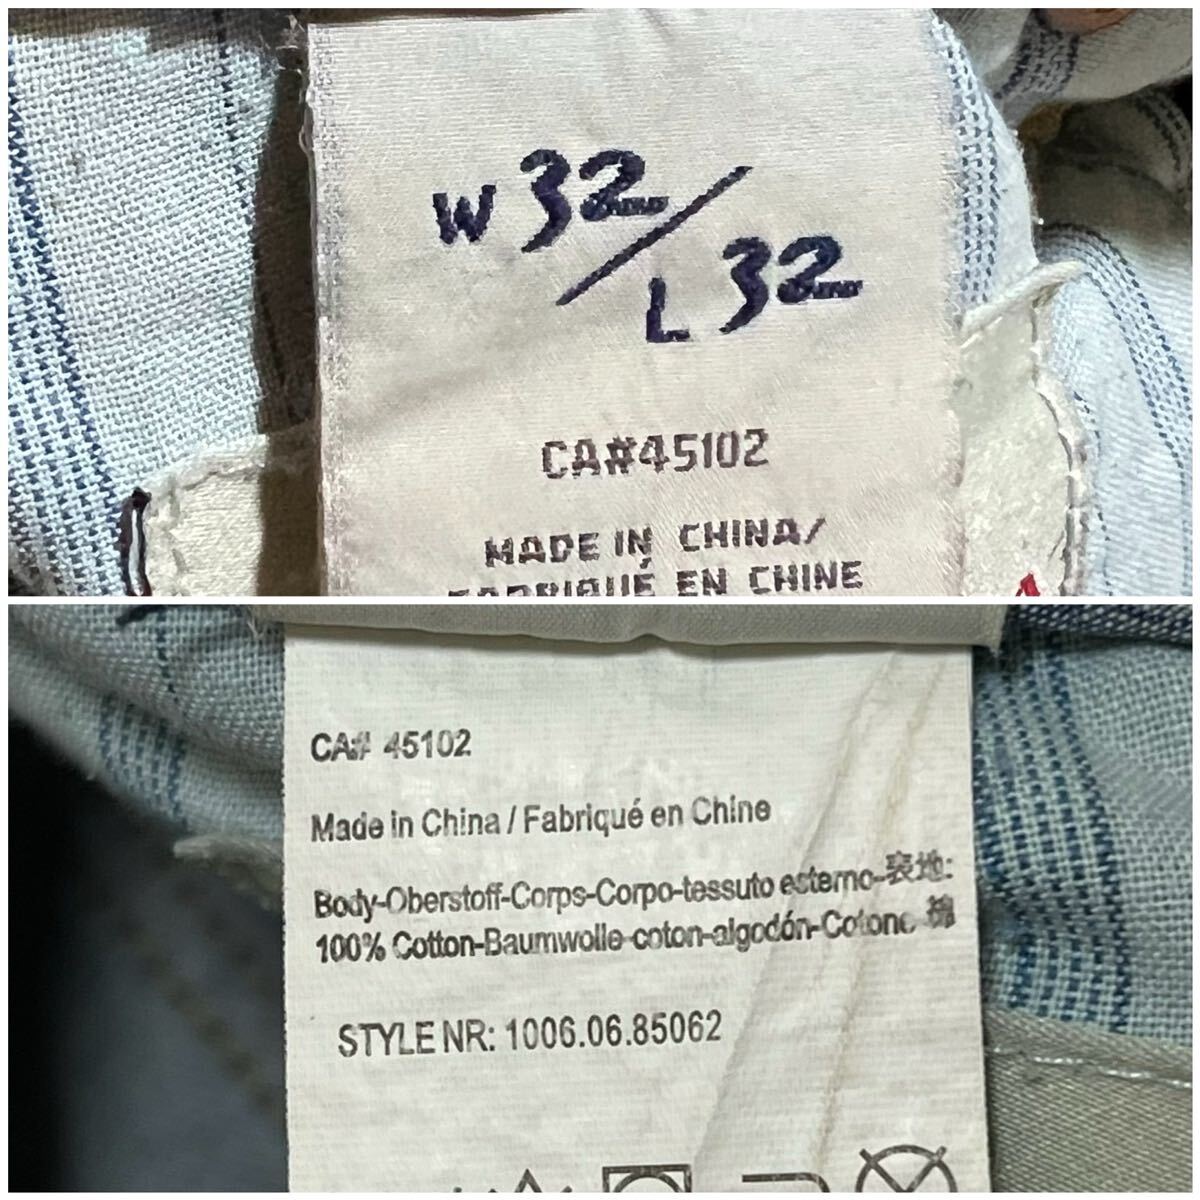 W 32/L 32
CA#45102
MADE IN CHINA/
FABRIQUÉ EN CHINE
CA# 45102
Made in China / Fabriqué en Chine
Body-Oberstoff-Corps-Corpo-tessuto esterno-表地:
100% Cotton-Baumwolle-coton-algodón-Cotone 綿
STYLE NR: 1006.06.85062